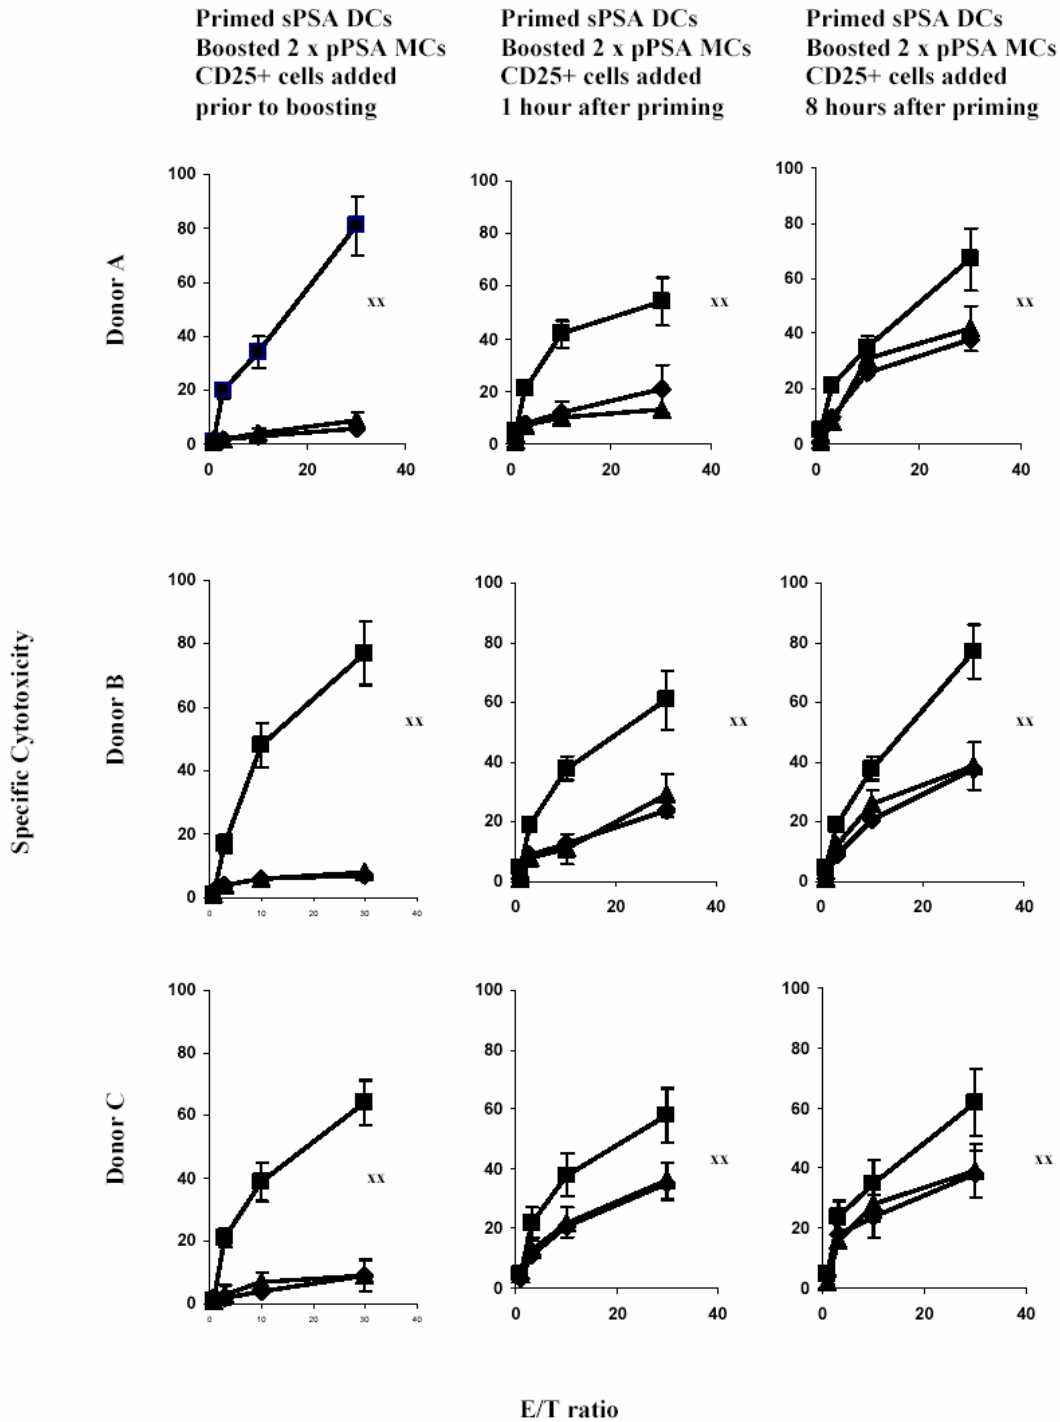 Primed sPSA DCs
Boosted 2 x pPSA MCs
CD25+ cells added
prior to boosting
Primed sPSA DCs
Boosted 2 x pPSA MCs
CD25+ cells added
1 hour after priming
Primed sPSA DCs
Boosted 2 x pPSA MCs
CD25+ cells added
8 hours after priming
Specific Cytotoxicity
Donor A
100
80
60
40
20
0
0 20 40
xx
100
80
60
40
20
0
0 20 40
xx
100
80
60
40
20
0
0 20 40
xx
Donor B
100
80
60
40
20
0
0 10 20 30 40
xx
100
80
60
40
20
0
0 20 40
xx
100
80
60
40
20
0
0 20 40
xx
Donor C
100
80
60
40
20
0
0 10 20 30 40
xx
100
80
60
40
20
0
0 20 40
xx
100
80
60
40
20
0
0 20 40
xx
E/T ratio